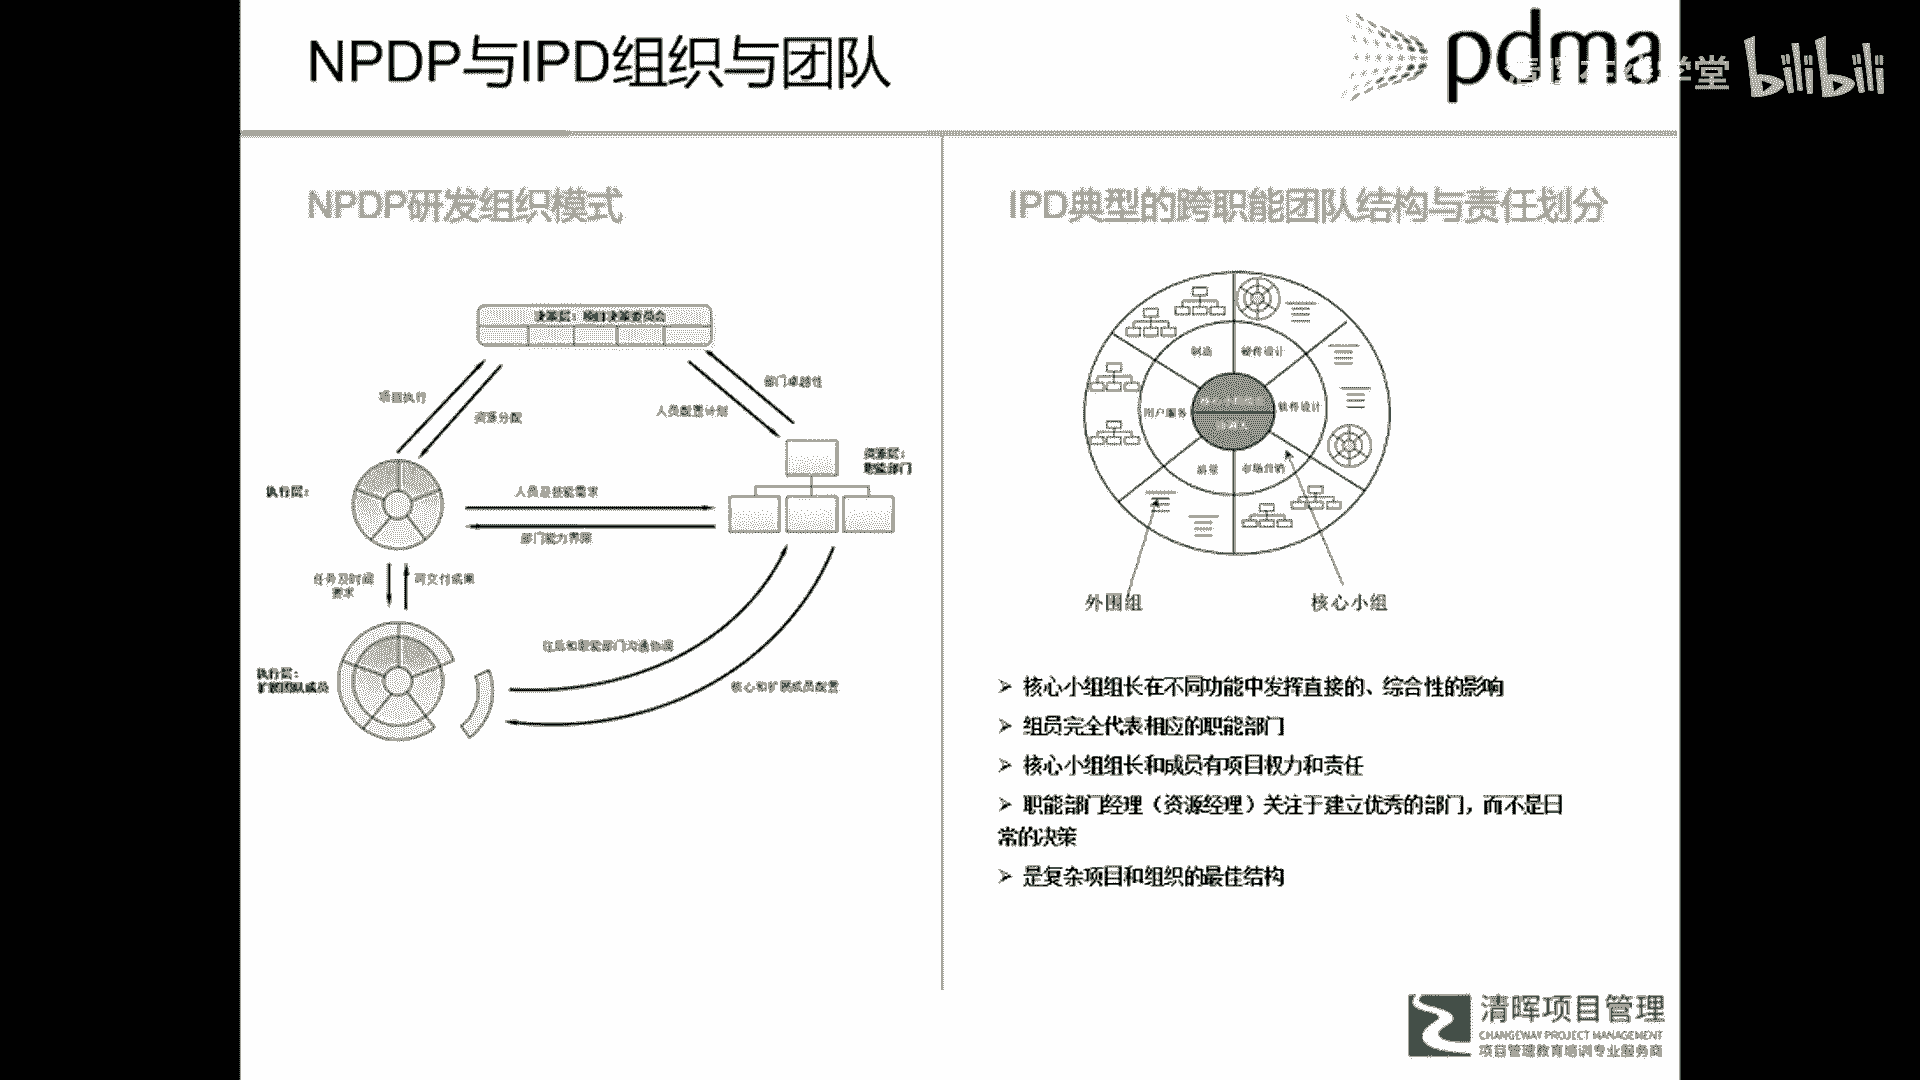 NPDP与IPD组织与团队
pdma
bilibili
NPDP研发组织模式
IPD典型的跨职能团队结构与责任划分
决策层：项目决策委员会
项目执行
资源分配
部门卓越性
人员配置计划
资源层：
职能部门
执行层：
人员及技能需求
部门能力界限
任务及时间
要求
可交付成果
执行层：
扩展团队成员
往后和职能部门沟通协调
核心和扩展成员配置
制造
硬件设计
用户服务
软件设计
质量
市场营销
外围组
核心小组
➢ 核心小组组长在不同功能中发挥直接的、综合性的影响
➢ 组员完全代表相应的职能部门
➢ 核心小组组长和成员有项目权力和责任
➢ 职能部门经理（资源经理）关注于建立优秀的部门，而不是日
常的决策
➢ 是复杂项目和组织的最佳结构
清晖项目管理
CHANGEWAY PROJECT MANAGEMENT
项目管理教育培训专业服务商